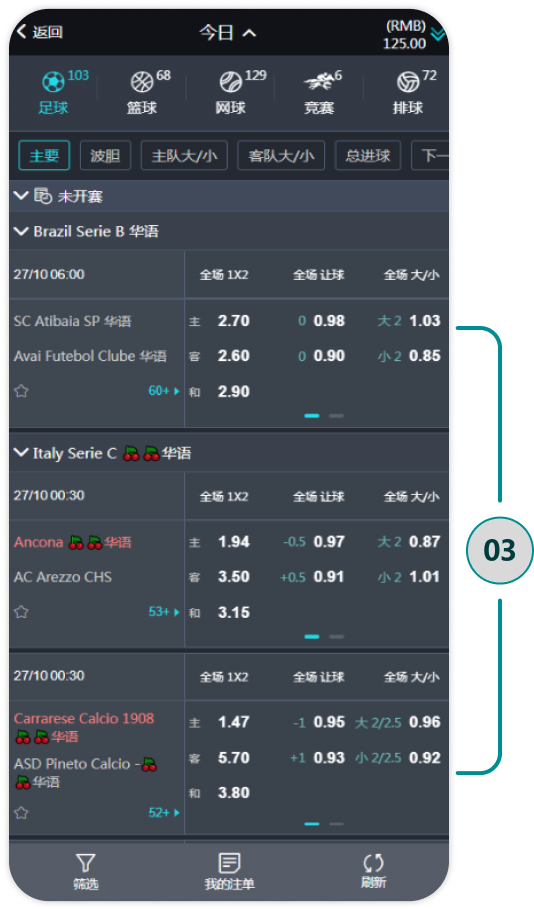 返回 今日 (RMB) 125.00
103 68 129 6 72
足球 篮球 网球 竞赛 排球
主要 波胆 主队大/小 客队大/小 总进球 下一
未开赛
Brazil Serie B 华语
27/10 06:00 全场 1X2 全场 让球 全场 大/小
SC Atibaia SP 华语 主 2.70 0 0.98 大 2 1.03
Avai Futebol Clube 华语 客 2.60 0 0.90 小 2 0.85
60+ 和 2.90
Italy Serie C 华语
27/10 00:30 全场 1X2 全场 让球 全场 大/小
Ancona 华语 主 1.94 -0.5 0.97 大 2 0.87
AC Arezzo CHS 客 3.50 +0.5 0.91 小 2 1.01
53+ 和 3.15
03
27/10 00:30 全场 1X2 全场 让球 全场 大/小
Carrarese Calcio 1908 主 1.47 -1 0.95 大 2/2.5 0.96
华语
ASD Pineto Calcio - 客 5.70 +1 0.93 小 2/2.5 0.92
华语
52+ 和 3.80
筛选 我的注单 刷新